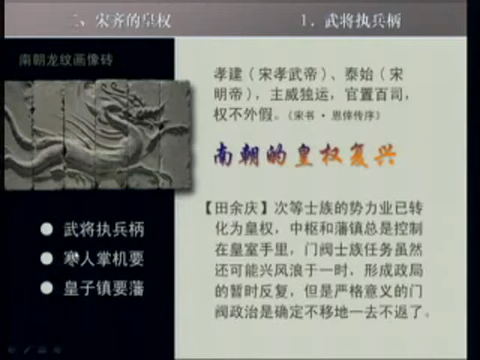 二、宋齐的皇权
1．武将执兵柄
南朝龙纹画像砖
武将执兵柄
寒人掌机要
皇子镇要藩
孝建（宋孝武帝）、泰始（宋
明帝），主威独运，官置百司，
权不外假。（宋书·恩倖传序）
南朝的皇权复兴
【田余庆】次等士族的势力业已转
化为皇权，中枢和藩镇总是控制
在皇室手里，门阀士族任务虽然
还可能兴风浪于一时，形成政局
的暂时反复，但是严格意义的门
阀政治是确定不移地一去不返了。